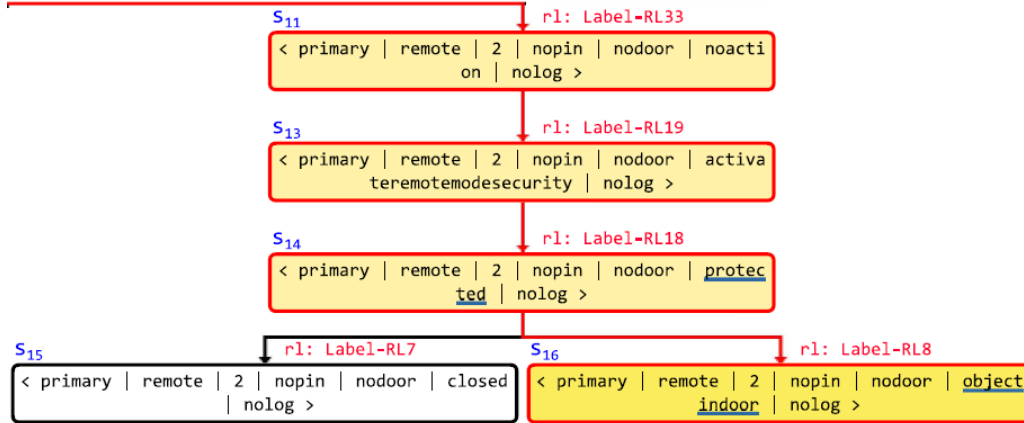 S11 rl: Label-RL33
< primary | remote | 2 | nopin | nodoor | noacti
on | nolog >
S13 rl: Label-RL19
< primary | remote | 2 | nopin | nodoor | activa
teremotemodesecurity | nolog >
S14 rl: Label-RL18
< primary | remote | 2 | nopin | nodoor | protec
ted | nolog >
S15 rl: Label-RL7
< primary | remote | 2 | nopin | nodoor | closed
| nolog >
S16 rl: Label-RL8
< primary | remote | 2 | nopin | nodoor | object
indoor | nolog >